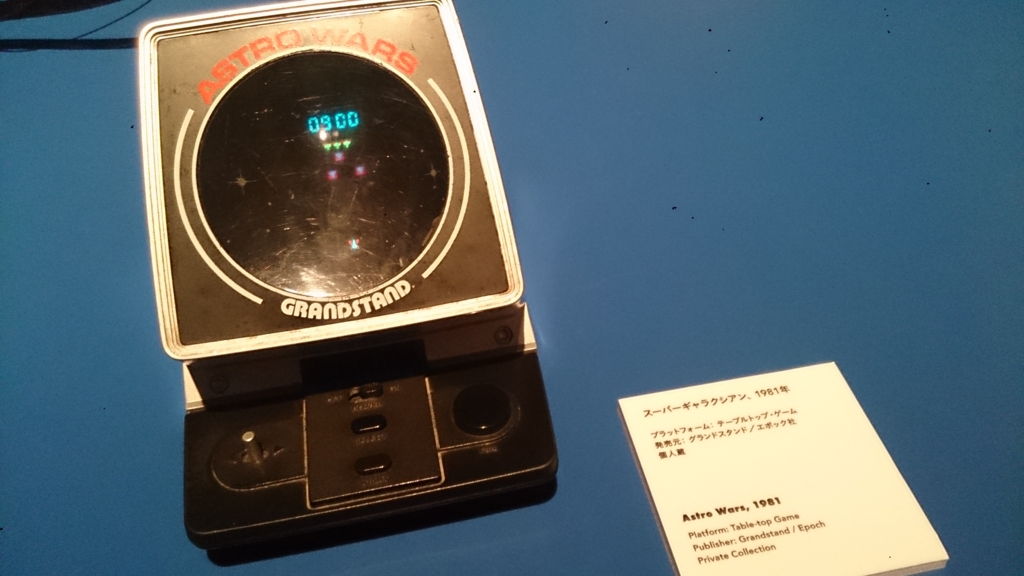 ASTRO WARS
0900
GRANDSTAND
スーパーギャラクシアン、1981年
プラットフォーム: テーブルトップ・ゲーム
発売元: グランドスタンド / エポック社
個人蔵
Astro Wars, 1981
Platform: Table-top Game
Publisher: Grandstand / Epoch
Private Collection